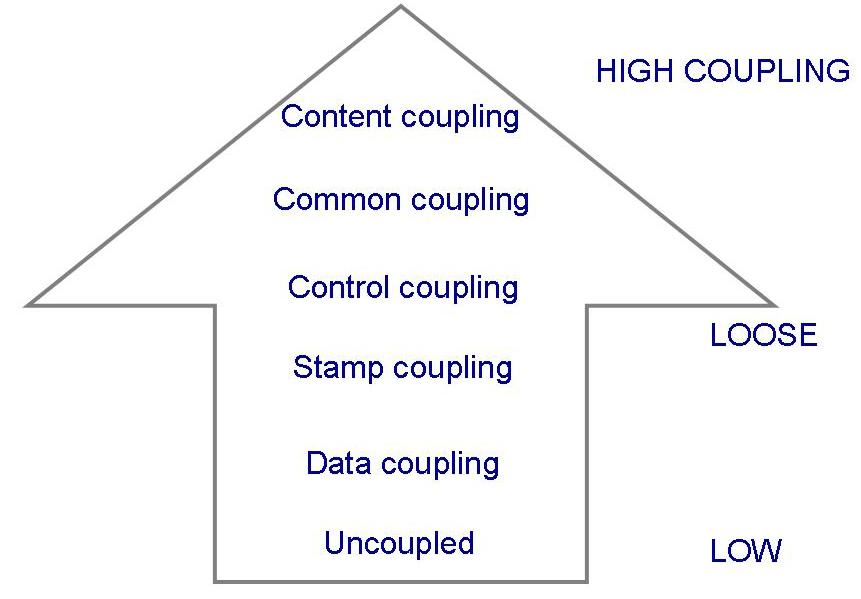 HIGH COUPLING
Content coupling
Common coupling
Control coupling
LOOSE
Stamp coupling
Data coupling
Uncoupled
LOW